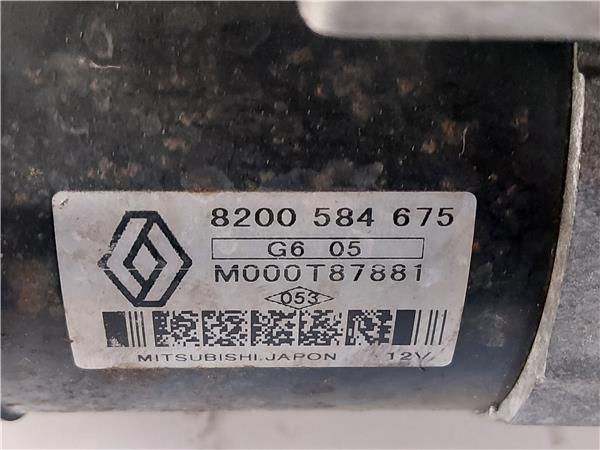 8200 584 675
G6 05
M000T87881
053
MITSUBISHI.JAPON 12V